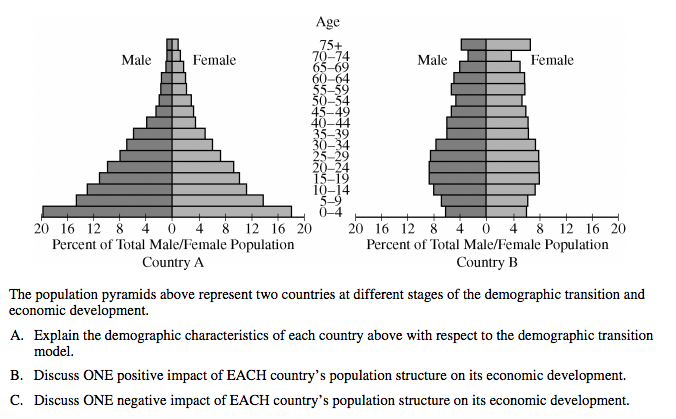 Age
75+
70–74
65–69
60–64
55–59
50–54
45–49
40–44
35–39
30–34
25–29
20–24
15–19
10–14
5–9
0–4
Male Female
20 16 12 8 4 0 4 8 12 16 20
Percent of Total Male/Female Population
Country A
Male Female
20 16 12 8 4 0 4 8 12 16 20
Percent of Total Male/Female Population
Country B
The population pyramids above represent two countries at different stages of the demographic transition and
economic development.
A. Explain the demographic characteristics of each country above with respect to the demographic transition
model.
B. Discuss ONE positive impact of EACH country’s population structure on its economic development.
C. Discuss ONE negative impact of EACH country’s population structure on its economic development.